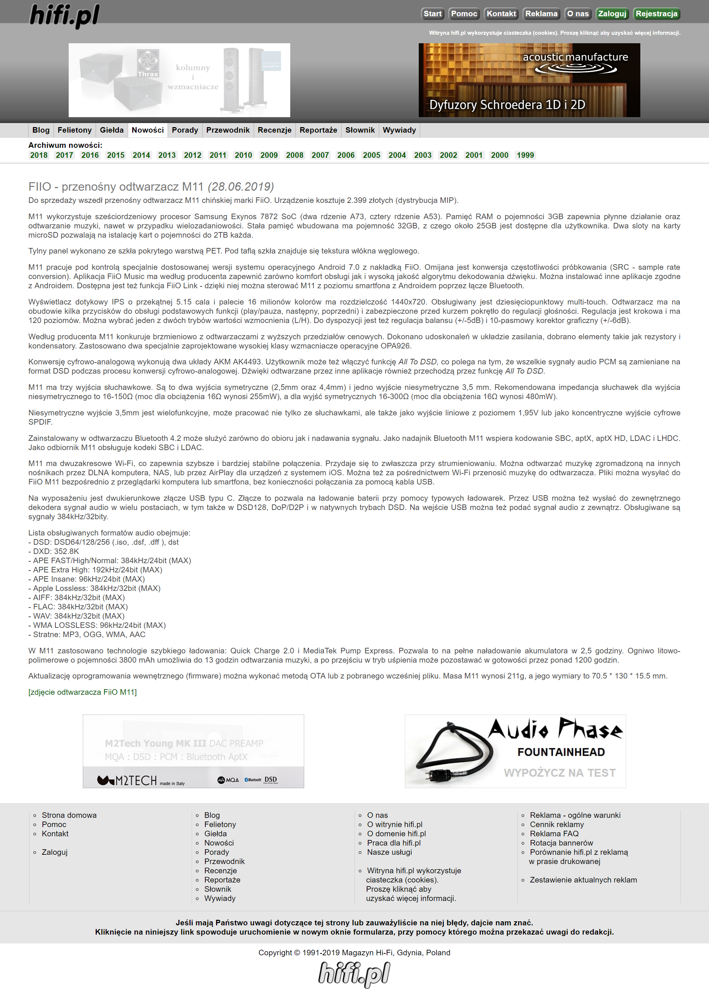 hifi.pl
Start Pomoc Kontakt Reklama O nas Zaloguj Rejestracja
Witryna hifi.pl wykorzystuje ciasteczka (cookies). Proszę kliknąć aby uzyskać więcej informacji.
Thrax
kolumny
i
wzmacniacze
GAUDER
AKUSTIK
acoustic manufacture
Dyfuzory Schroedera 1D i 2D
Blog Felietony Giełda Nowości Porady Przewodnik Recenzje Reportaże Słownik Wywiady
Archiwum nowości:
2018 2017 2016 2015 2014 2013 2012 2011 2010 2009 2008 2007 2006 2005 2004 2003 2002 2001 2000 1999
FIIO - przenośny odtwarzacz M11 (28.06.2019)
Do sprzedaży wszedł przenośny odtwarzacz M11 chińskiej marki FiiO. Urządzenie kosztuje 2.399 złotych (dystrybucja MIP).
M11 wykorzystuje sześciordzeniowy procesor Samsung Exynos 7872 SoC (dwa rdzenie A73, cztery rdzenie A53). Pamięć RAM o pojemności 3GB zapewnia płynne działanie oraz
odtwarzanie muzyki, nawet w przypadku wielozadaniowości. Stała pamięć wbudowana ma pojemność 32GB, z czego około 25GB jest dostępne dla użytkownika. Dwa sloty na karty
microSD pozwalają na istalację kart o pojemności do 2TB każda.
Tylny panel wykonano ze szkła pokrytego warstwą PET. Pod taflą szkła znajduje się tekstura włókna węglowego.
M11 pracuje pod kontrolą specjalnie dostosowanej wersji systemu operacyjnego Android 7.0 z nakładką FiiO. Omijana jest konwersja częstotliwości próbkowania (SRC - sample rate
conversion). Aplikacja FiiO Music ma według producenta zapewnić zarówno komfort obsługi jak i wysoką jakość algorytmu dekodowania dźwięku. Można instalować inne aplikacje zgodne
z Androidem. Dostępna jest też funkcja FiiO Link - dzięki niej można sterować M11 z poziomu smartfona z Androidem poprzez łącze Bluetooth.
Wyświetlacz dotykowy IPS o przekątnej 5.15 cala i palecie 16 milionów kolorów ma rozdzielczość 1440x720. Obsługiwany jest dziesięciopunktowy multi-touch. Odtwarzacz ma na
obudowie kilka przycisków do obsługi podstawowych funkcji (play/pauza, następny, poprzedni) i zabezpieczone przed kurzem pokrętło do regulacji głośności. Regulacja jest krokowa i ma
120 poziomów. Można wybrać jeden z dwóch trybów wartości wzmocnienia (L/H). Do dyspozycji jest też regulacja balansu (+/-5dB) i 10-pasmowy korektor graficzny (+/-6dB).
Według producenta M11 konkuruje brzmieniowo z odtwarzaczami z wyższych przedziałów cenowych. Dokonano udoskonaleń w układzie zasilania, dobrano elementy takie jak rezystory i
kondensatory. Zastosowano dwa specjalnie zaprojektowane wysokiej klasy wzmacniacze operacyjne OPA926.
Konwersję cyfrowo-analogową wykonują dwa układy AKM AK4493. Użytkownik może też włączyć funkcję All To DSD, co polega na tym, że wszelkie sygnały audio PCM są zamieniane na
format DSD podczas procesu konwersji cyfrowo-analogowej. Dźwięki odtwarzane przez inne aplikacje również przechodzą przez funkcję All To DSD.
M11 ma trzy wyjścia słuchawkowe. Są to dwa wyjścia symetryczne (2,5mm oraz 4,4mm) i jedno wyjście niesymetryczne 3,5 mm. Rekomendowana impedancja słuchawek dla wyjścia
niesymetrycznego to 16-150Ω (moc dla obciążenia 16Ω wynosi 255mW), a dla wyjść symetrycznych 16-300Ω (moc dla obciążenia 16Ω wynosi 480mW).
Niesymetryczne wyjście 3,5mm jest wielofunkcyjne, może pracować nie tylko ze słuchawkami, ale także jako wyjście liniowe z poziomem 1,95V lub jako koncentryczne wyjście cyfrowe
SPDIF.
Zainstalowany w odtwarzaczu Bluetooth 4.2 może służyć zarówno do obioru jak i nadawania sygnału. Jako nadajnik Bluetooth M11 wspiera kodowanie SBC, aptX, aptX HD, LDAC i LHDC.
Jako odbiornik M11 obsługuje kodeki SBC i LDAC.
M11 ma dwuzakresowe Wi-Fi, co zapewnia szybsze i bardziej stabilne połączenia. Przydaje się to zwłaszcza przy strumieniowaniu. Można odtwarzać muzykę zgromadzoną na innych
nośnikach przez DLNA komputera, NAS, lub przez AirPlay dla urządzeń z systemem iOS. Można też za pośrednictwem Wi-Fi przenosić muzykę do odtwarzacza. Pliki można wysyłać do
FiiO M11 bezpośrednio z przeglądarki komputera lub smartfona, bez konieczności połączania za pomocą kabla USB.
Na wyposażeniu jest dwukierunkowe złącze USB typu C. Złącze to pozwala na ładowanie baterii przy pomocy typowych ładowarek. Przez USB można też wysłać do zewnętrznego
dekodera sygnał audio w wielu postaciach, w tym także w DSD128, DoP/D2P i w natywnych trybach DSD. Na wejście USB można też podać sygnał audio z zewnątrz. Obsługiwane są
sygnały 384kHz/32bity.
Lista obsługiwanych formatów audio obejmuje:
- DSD: DSD64/128/256 (.iso, .dsf, .dff ), dst
- DXD: 352.8K
- APE FAST/High/Normal: 384kHz/24bit (MAX)
- APE Extra High: 192kHz/24bit (MAX)
- APE Insane: 96kHz/24bit (MAX)
- Apple Lossless: 384kHz/32bit (MAX)
- AIFF: 384kHz/32bit (MAX)
- FLAC: 384kHz/32bit (MAX)
- WAV: 384kHz/32bit (MAX)
- WMA LOSSLESS: 96kHz/24bit (MAX)
- Stratne: MP3, OGG, WMA, AAC
W M11 zastosowano technologie szybkiego ładowania: Quick Charge 2.0 i MediaTek Pump Express. Pozwala to na pełne naładowanie akumulatora w 2,5 godziny. Ogniwo litowo-
polimerowe o pojemności 3800 mAh umożliwia do 13 godzin odtwarzania muzyki, a po przejściu w tryb uśpienia może pozostawać w gotowości przez ponad 1200 godzin.
Aktualizację oprogramowania wewnętrznego (firmware) można wykonać metodą OTA lub z pobranego wcześniej pliku. Masa M11 wynosi 211g, a jego wymiary to 70.5 * 130 * 15.5 mm.
[zdjęcie odtwarzacza FiiO M11]
M2Tech Young MK III DAC PREAMP
MQA : DSD : PCM : Bluetooth AptX
M2TECH made in Italy MQA Bluetooth DSD
Direct Stream Digital
Audio Phase
FOUNTAINHEAD
WYPOŻYCZ NA TEST
Strona domowa
Pomoc
Kontakt
Zaloguj
Blog
Felietony
Giełda
Nowości
Porady
Przewodnik
Recenzje
Reportaże
Słownik
Wywiady
O nas
O witrynie hifi.pl
O domenie hifi.pl
Praca dla hifi.pl
Nasze usługi
Witryna hifi.pl wykorzystuje
ciasteczka (cookies).
Proszę kliknąć aby
uzyskać więcej informacji.
Reklama - ogólne warunki
Cennik reklamy
Reklama FAQ
Rotacja bannerów
Porównanie hifi.pl z reklamą
w prasie drukowanej
Zestawienie aktualnych reklam
Jeśli mają Państwo uwagi dotyczące tej strony lub zauważyliście na niej błędy, dajcie nam znać.
Kliknięcie na niniejszy link spowoduje uruchomienie w nowym oknie formularza, przy pomocy którego można przekazać uwagi do redakcji.
Copyright © 1991-2019 Magazyn Hi-Fi, Gdynia, Poland
hifi.pl